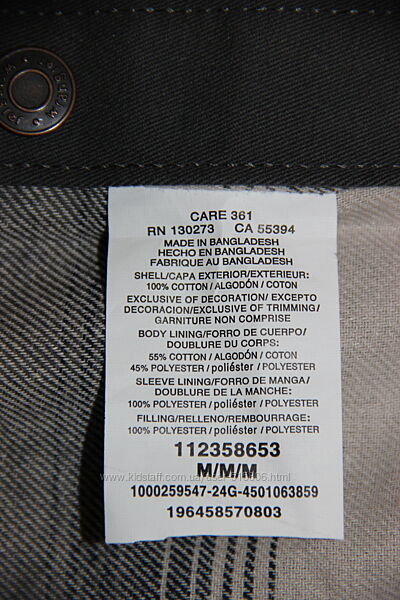 CARE 361
RN 130273 CA 55394
MADE IN BANGLADESH
HECHO EN BANGLADESH
FABRIQUE AU BANGLADESH
SHELL/CAPA EXTERIOR/EXTERIEUR:
100% COTTON / ALGODÓN / COTON
EXCLUSIVE OF DECORATION/ EXCEPTO
DECORACION/EXCLUSIVE OF TRIMMING/
GARNITURE NON COMPRISE
BODY LINING/FORRO DE CUERPO/
DOUBLURE DU CORPS:
55% COTTON / ALGODÓN / COTON
45% POLYESTER / poliéster / POLYESTER
SLEEVE LINING/FORRO DE MANGA/
DOUBLURE DE LA MANCHE:
100% POLYESTER / poliéster / POLYESTER
FILLING/RELLENO/REMBOURRAGE:
100% POLYESTER / poliéster / POLYESTER
112358653
M/M/M
1000259547-24G-4501063859
196458570803